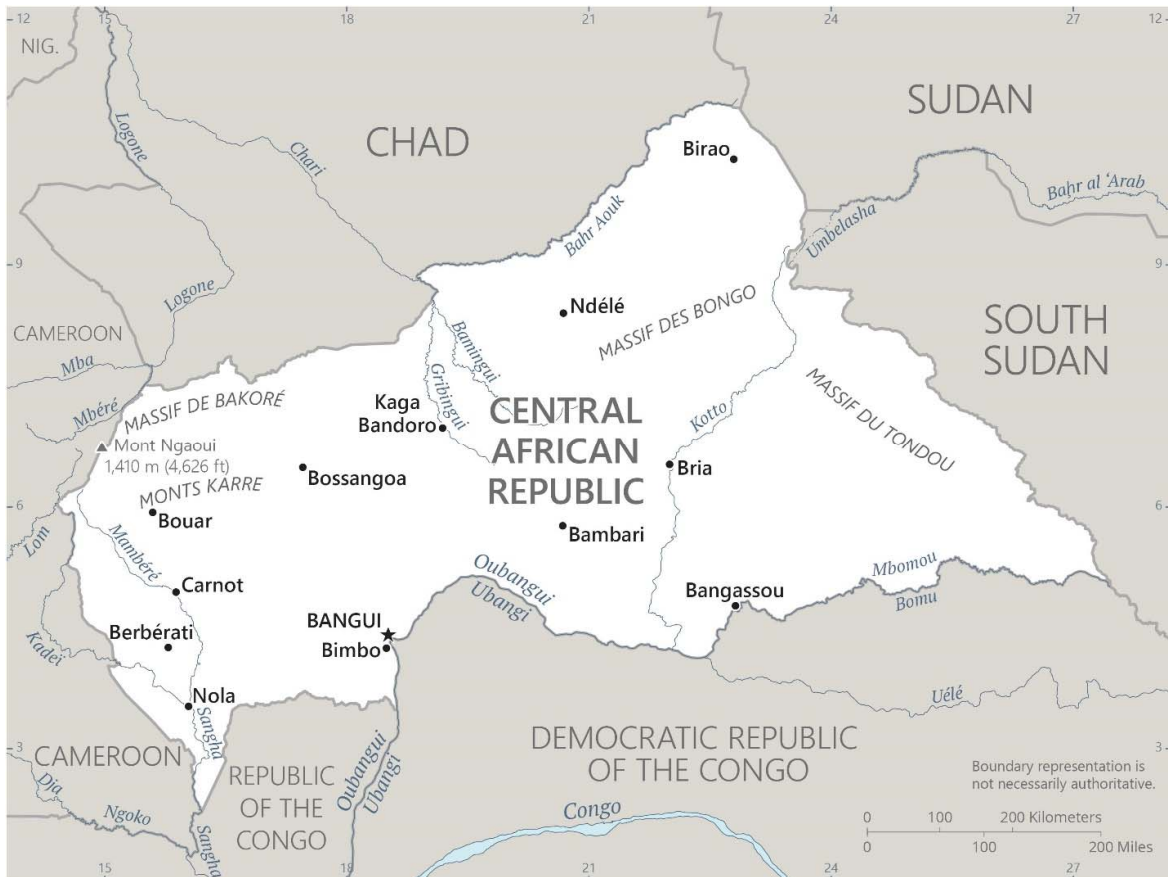 12 15 18 21 24 27 12
NIG.
SUDAN
CHAD
Logone
Chari
Birao
Bahr al ‘Arab
Umbelasha
Bahr Aouk
9 9
Logone
Ndélé
MASSIF DES BONGO
SOUTH
SUDAN
CAMEROON
Mba
Mbéré
Bamingui
Gribingui
MASSIF DE BAKORÉ
Kaga
Bandoro
CENTRAL
AFRICAN
REPUBLIC
Kotto
MASSIF DU TONDOU
Mont Ngaoui
1,410 m (4,626 ft)
Bossangoa
Bria
MONTS KARRE
6 6
Bouar
Bambari
Lom
Mambéré
Carnot
Oubangui
Ubangi
Mbomou
Bomu
Bangassou
BANGUI
Bimbo
Berbérati
Kadeï
Nola
Sangha
Uélé
3 3
CAMEROON
REPUBLIC
OF THE
CONGO
Oubangui
Ubangi
DEMOCRATIC REPUBLIC
OF THE CONGO
Boundary representation is
not necessarily authoritative.
Dja
Ngoko
Sangha
Congo
0 100 200 Kilometers
0 100 200 Miles
15 18 21 24 27